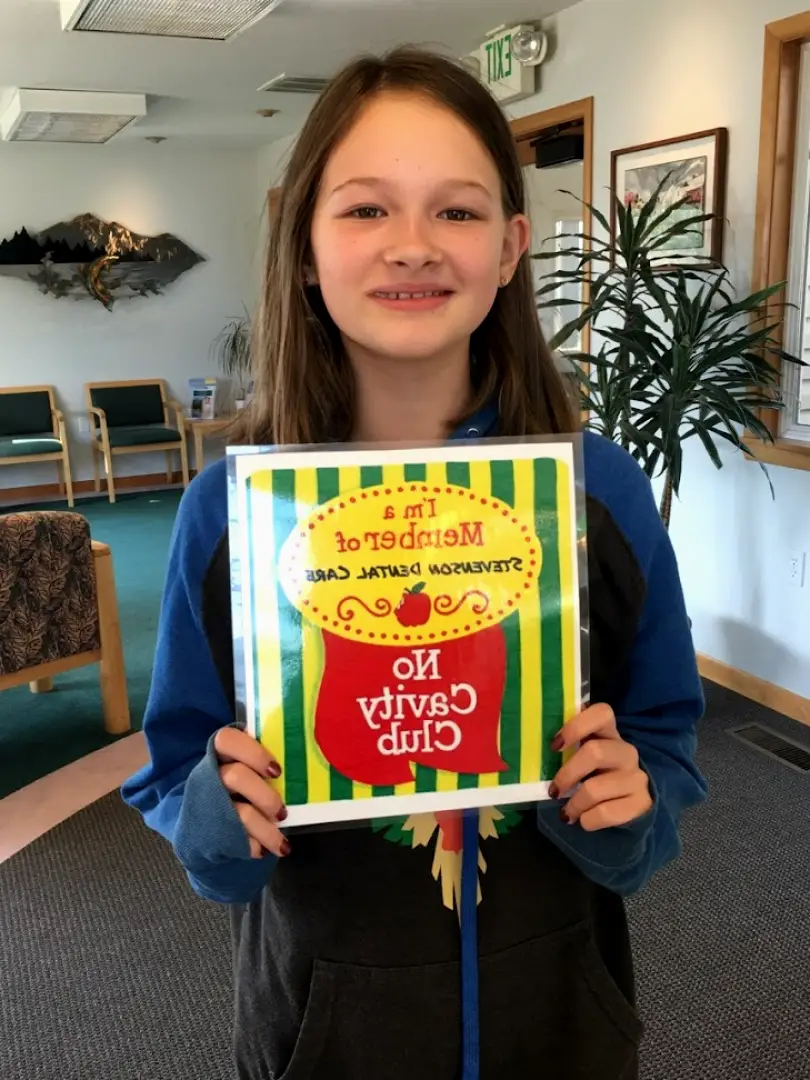 EXIT
I'm a
Member of
STEVENSON DENTAL CARE
No
Cavity
Club